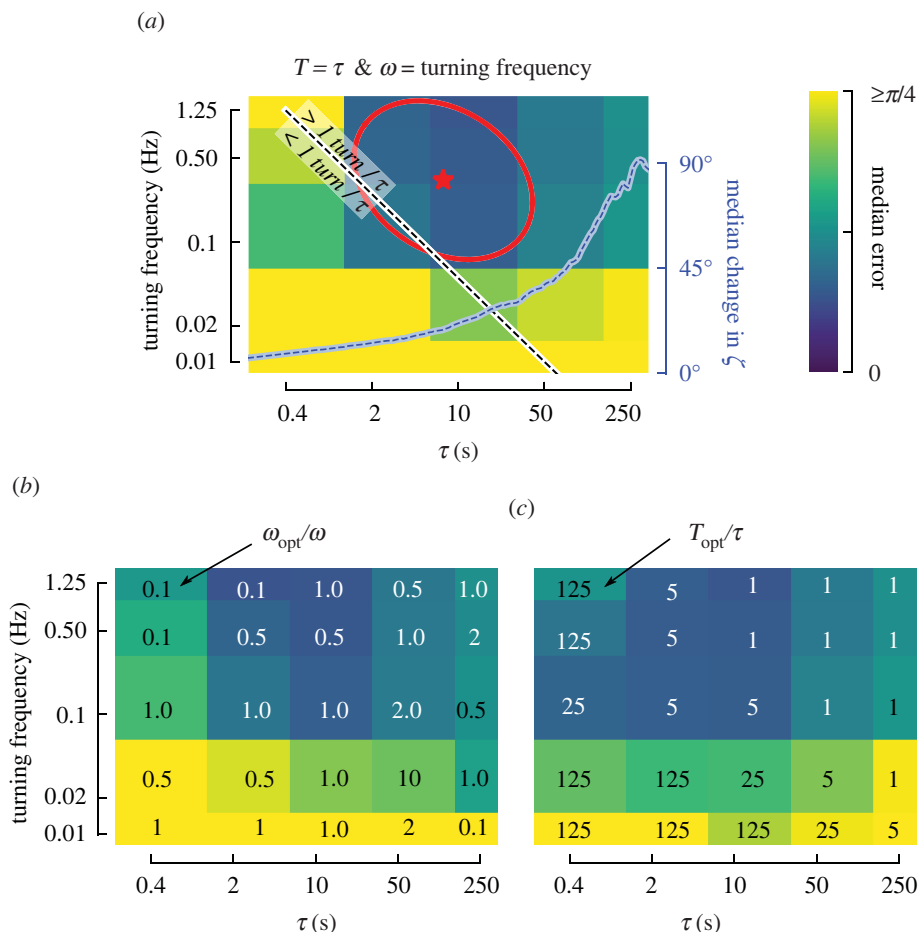 (a)
T = τ & ω = turning frequency
turning frequency (Hz)
1.25
0.50
0.1
0.02
0.01
> 1 turn / τ
< 1 turn / τ
90°
45°
0°
median change in ζ
≥π/4
0
median error
0.4 2 10 50 250
τ (s)
(b)
ω_opt/ω
turning frequency (Hz)
1.25 0.1 0.1 1.0 0.5 1.0
0.50 0.1 0.5 0.5 1.0 2
0.1 1.0 1.0 1.0 2.0 0.5
0.02 0.5 0.5 1.0 10 1.0
0.01 1 1 1.0 2 0.1
0.4 2 10 50 250
τ (s)
(c)
T_opt/τ
125 5 1 1 1
125 5 1 1 1
25 5 5 1 1
125 125 25 5 1
125 125 125 25 5
0.4 2 10 50 250
τ (s)